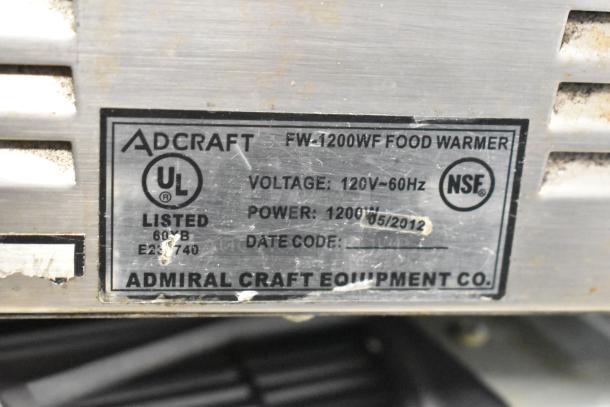 ADCRAFT FW-1200WF FOOD WARMER
UL ®
LISTED
60XB
VOLTAGE: 120V~60Hz
POWER: 1200W
05/2012
DATE CODE:
NSF
ADMIRAL CRAFT EQUIPMENT CO.